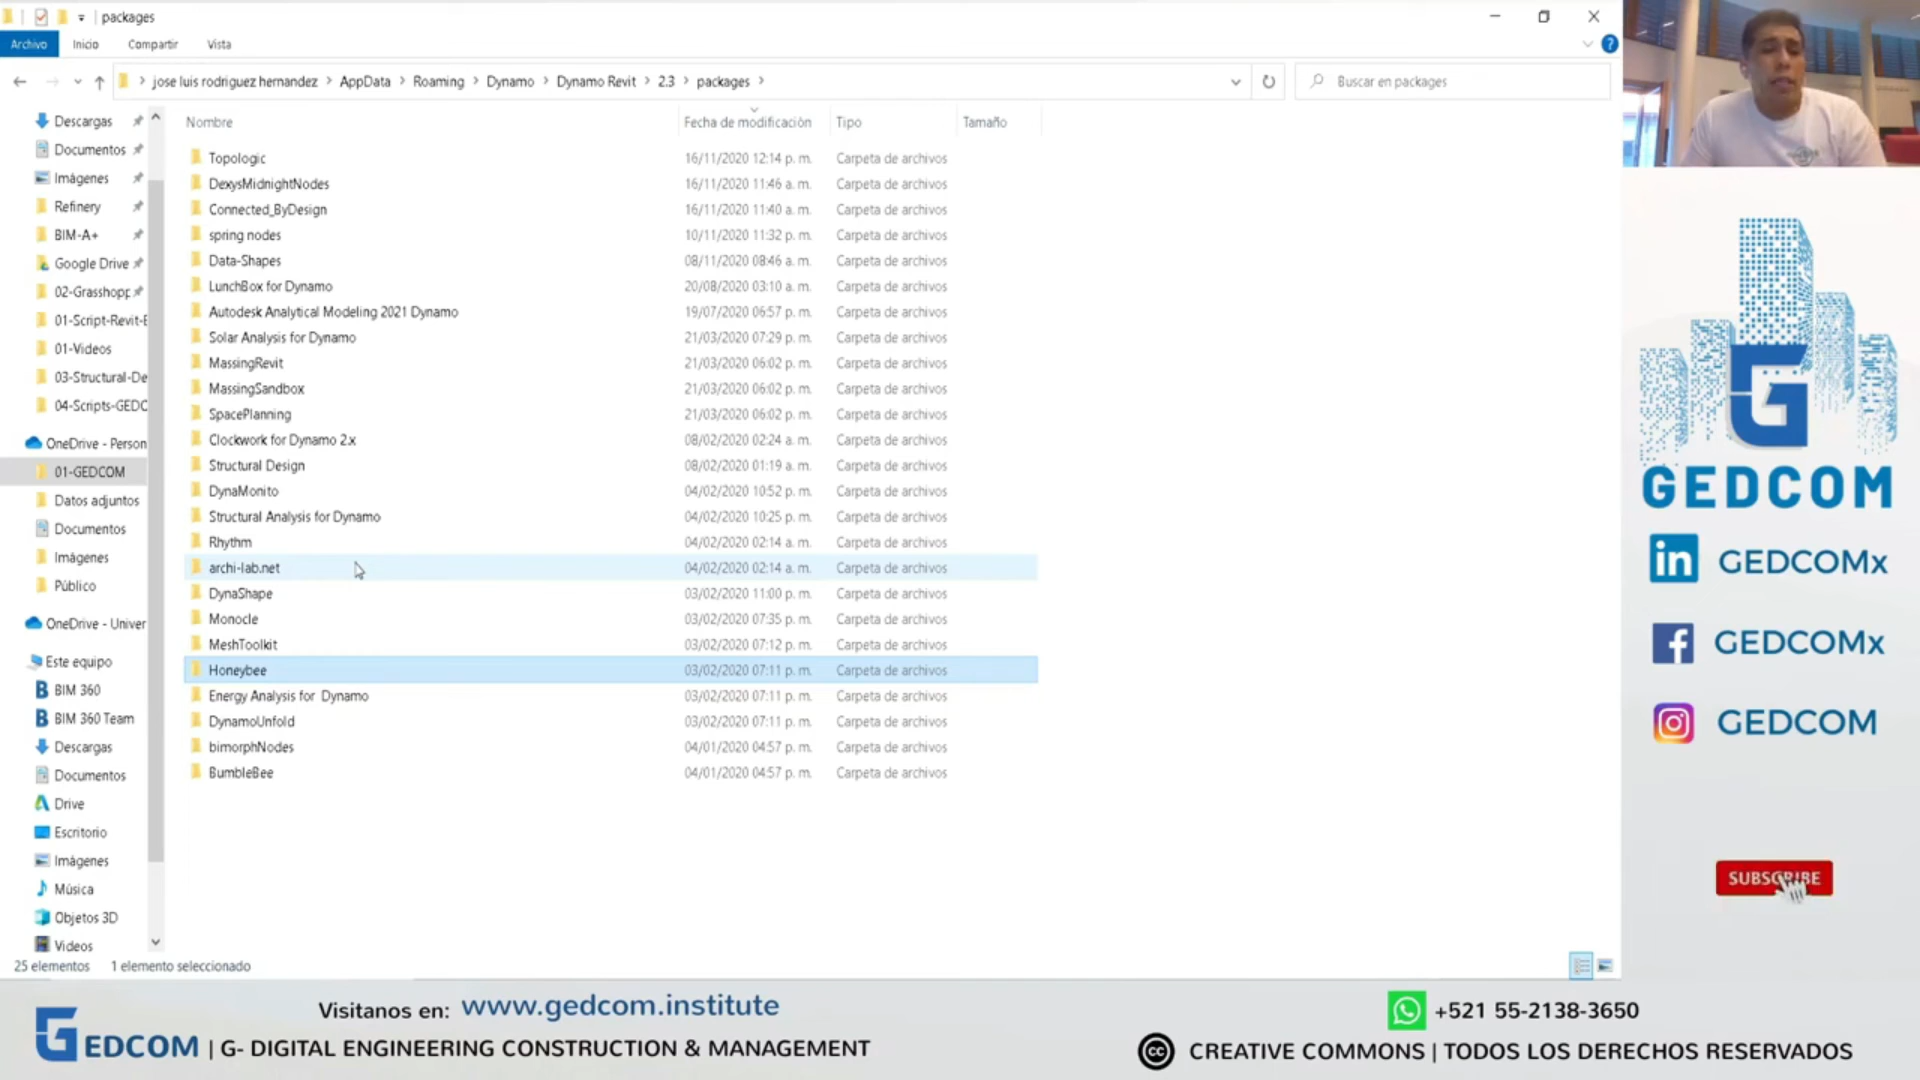 packages
Archivo Inicio Compartir Vista
jose luis rodriguez hernandez > AppData > Roaming > Dynamo > Dynamo Revit > 2.3 > packages >
Buscar en packages
Descargas
Documentos
Imágenes
Refinery
BIM-A+
Google Drive
02-Grasshopp
01-Script-Revit-E
01-Videos
03-Structural-De
04-Scripts-GEDC
OneDrive - Person
01-GEDCOM
Datos adjuntos
Documentos
Imágenes
Público
OneDrive - Univer
Este equipo
BIM 360
BIM 360 Team
Descargas
Documentos
Drive
Escritorio
Imágenes
Música
Objetos 3D
Videos
Nombre Fecha de modificación Tipo Tamaño
Topologic 16/11/2020 12:14 p. m. Carpeta de archivos
DexysMidnightNodes 16/11/2020 11:46 a. m. Carpeta de archivos
Connected_ByDesign 16/11/2020 11:40 a. m. Carpeta de archivos
spring nodes 10/11/2020 11:32 p. m. Carpeta de archivos
Data-Shapes 08/11/2020 08:46 a. m. Carpeta de archivos
LunchBox for Dynamo 20/08/2020 03:10 a. m. Carpeta de archivos
Autodesk Analytical Modeling 2021 Dynamo 19/07/2020 06:57 p. m. Carpeta de archivos
Solar Analysis for Dynamo 21/03/2020 07:29 p. m. Carpeta de archivos
MassingRevit 21/03/2020 06:02 p. m. Carpeta de archivos
MassingSandbox 21/03/2020 06:02 p. m. Carpeta de archivos
SpacePlanning 21/03/2020 06:02 p. m. Carpeta de archivos
Clockwork for Dynamo 2.x 08/02/2020 02:24 a. m. Carpeta de archivos
Structural Design 08/02/2020 01:19 a. m. Carpeta de archivos
DynaMonito 04/02/2020 10:52 p. m. Carpeta de archivos
Structural Analysis for Dynamo 04/02/2020 10:25 p. m. Carpeta de archivos
Rhythm 04/02/2020 02:14 a. m. Carpeta de archivos
archi-lab.net 04/02/2020 02:14 a. m. Carpeta de archivos
DynaShape 03/02/2020 11:00 p. m. Carpeta de archivos
Monocle 03/02/2020 07:35 p. m. Carpeta de archivos
MeshToolkit 03/02/2020 07:12 p. m. Carpeta de archivos
Honeybee 03/02/2020 07:11 p. m. Carpeta de archivos
Energy Analysis for Dynamo 03/02/2020 07:11 p. m. Carpeta de archivos
DynamoUnfold 03/02/2020 07:11 p. m. Carpeta de archivos
bimorphNodes 04/01/2020 04:57 p. m. Carpeta de archivos
BumbleBee 04/01/2020 04:57 p. m. Carpeta de archivos
25 elementos 1 elemento seleccionado
GEDCOM
in GEDCOMx
f GEDCOMx
GEDCOM
SUBSCRIBE
Visitanos en: www.gedcom.institute
GEDCOM | G- DIGITAL ENGINEERING CONSTRUCTION & MANAGEMENT
+521 55-2138-3650
cc CREATIVE COMMONS | TODOS LOS DERECHOS RESERVADOS